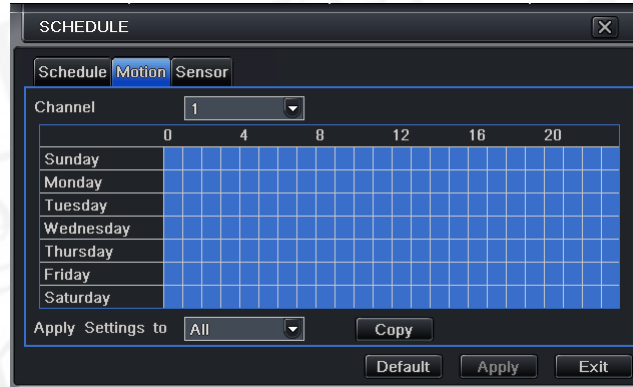 SCHEDULE
Schedule Motion Sensor
Channel 1
0 4 8 12 16 20
Sunday
Monday
Tuesday
Wednesday
Thursday
Friday
Saturday
Apply Settings to All Copy
Default Apply Exit